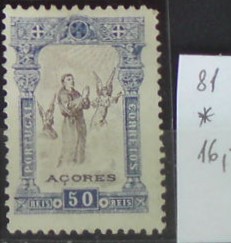 PORTUGAL
CORREIOS
AÇORES
REIS 50 REIS
81
*
16,-